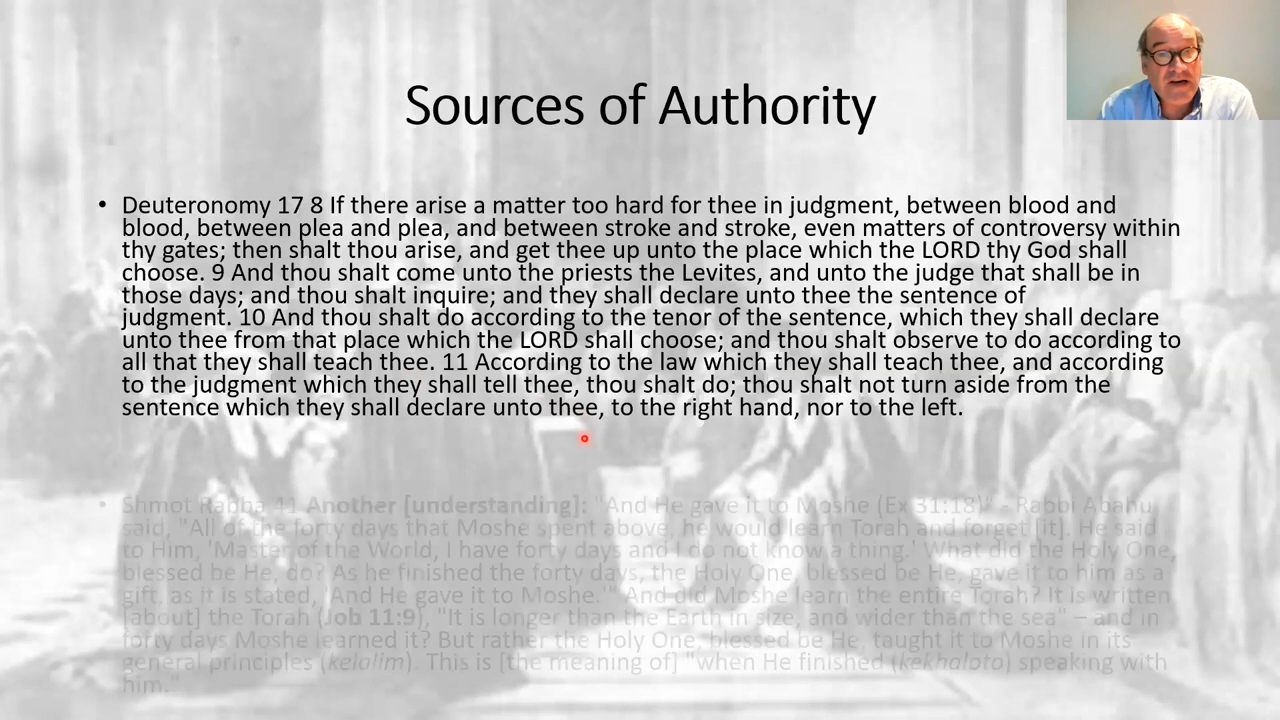 Sources of Authority
• Deuteronomy 17 8 If there arise a matter too hard for thee in judgment, between blood and
blood, between plea and plea, and between stroke and stroke, even matters of controversy within
thy gates; then shalt thou arise, and get thee up unto the place which the LORD thy God shall
choose. 9 And thou shalt come unto the priests the Levites, and unto the judge that shall be in
those days; and thou shalt inquire; and they shall declare unto thee the sentence of
judgment. 10 And thou shalt do according to the tenor of the sentence, which they shall declare
unto thee from that place which the LORD shall choose; and thou shalt observe to do according to
all that they shall teach thee. 11 According to the law which they shall teach thee, and according
to the judgment which they shall tell thee, thou shalt do; thou shalt not turn aside from the
sentence which they shall declare unto thee, to the right hand, nor to the left.
• Shmot Rabba 41 Another [understanding]: "And He gave it to Moshe (Ex 31:18)" - Rabbi Abahu
said, "All of the forty days that Moshe spent above, he would learn Torah and forget [it]. He said
to Him, 'Master of the World, I have forty days and I do not know a thing.' What did the Holy One,
blessed be He, do? As he finished the forty days, the Holy One, blessed be He, gave it to him as a
gift, as it is stated, 'And He gave it to Moshe.'" And did Moshe learn the entire Torah? It is written
[about] the Torah (Job 11:9), "It is longer than the Earth in size, and wider than the sea" – and in
forty days Moshe learned it? But rather the Holy One, blessed be He, taught it to Moshe in its
general principles (kelalim). This is [the meaning of] "when He finished (kekhaloto) speaking with
him."